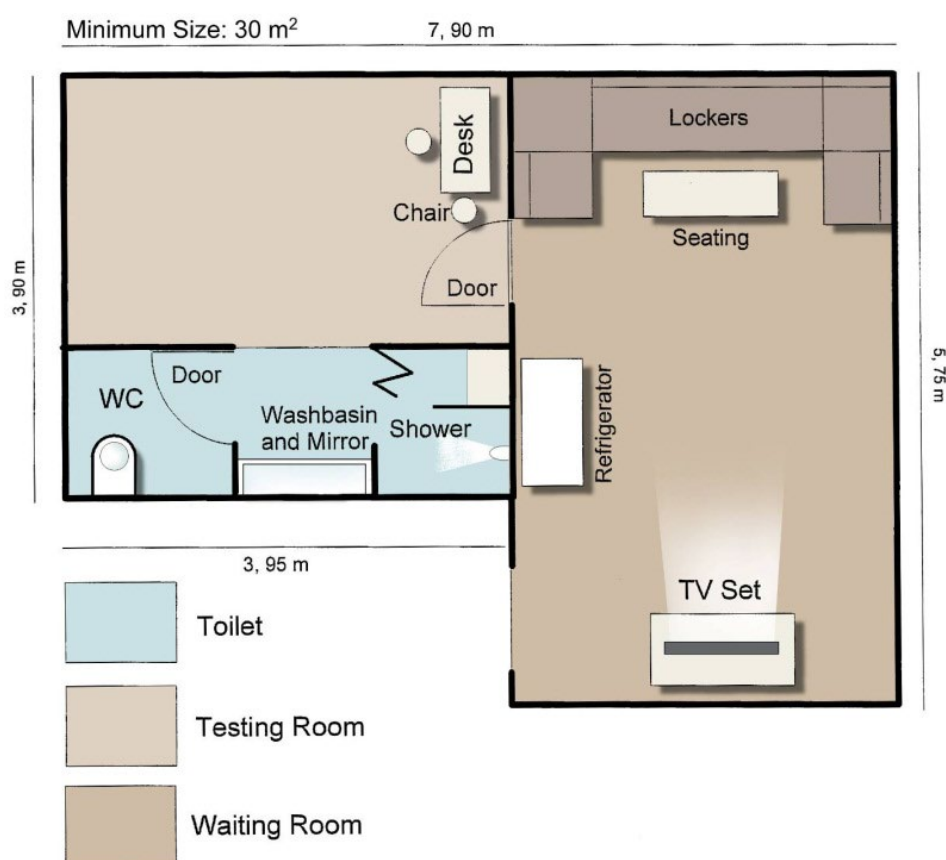 Minimum Size: 30 m²
7, 90 m
Lockers
Desk
Chair
Seating
Door
3, 90 m
5, 75 m
Door
WC
Washbasin
and Mirror
Shower
Refrigerator
3, 95 m
TV Set
Toilet
Testing Room
Waiting Room